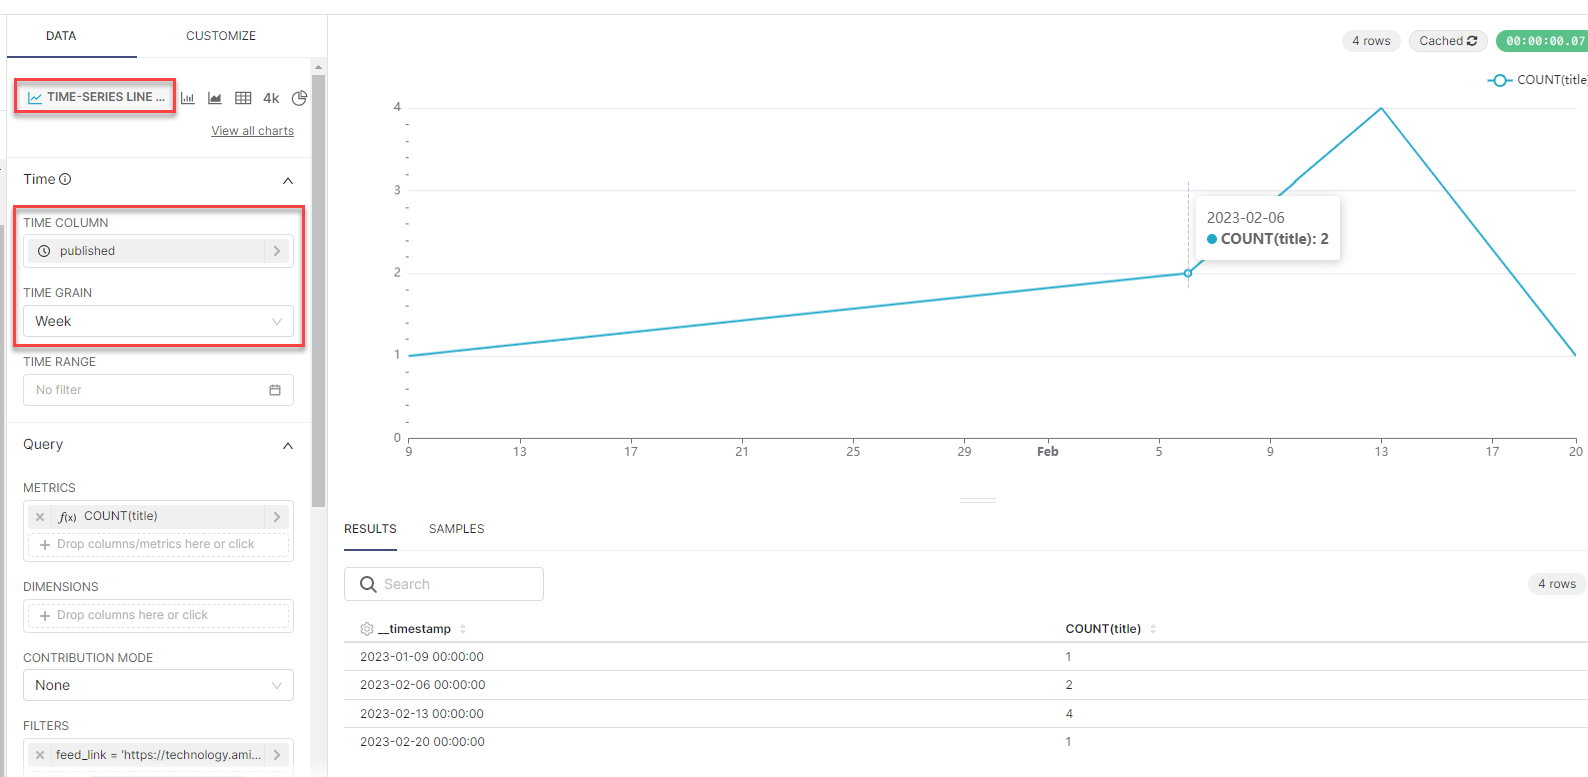 DATA
CUSTOMIZE
TIME-SERIES LINE ...
4k
View all charts
Time
TIME COLUMN
published
TIME GRAIN
Week
TIME RANGE
No filter
Query
METRICS
f(x) COUNT(title)
Drop columns/metrics here or click
DIMENSIONS
Drop columns here or click
CONTRIBUTION MODE
None
FILTERS
feed_link = 'https://technology.ami...
4 rows
Cached
00:00:00.07
COUNT(title)
4
3
2
1
0
2023-02-06
COUNT(title): 2
9 13 17 21 25 29 Feb 5 9 13 17 20
RESULTS
SAMPLES
Search
4 rows
__timestamp COUNT(title)
2023-01-09 00:00:00 1
2023-02-06 00:00:00 2
2023-02-13 00:00:00 4
2023-02-20 00:00:00 1